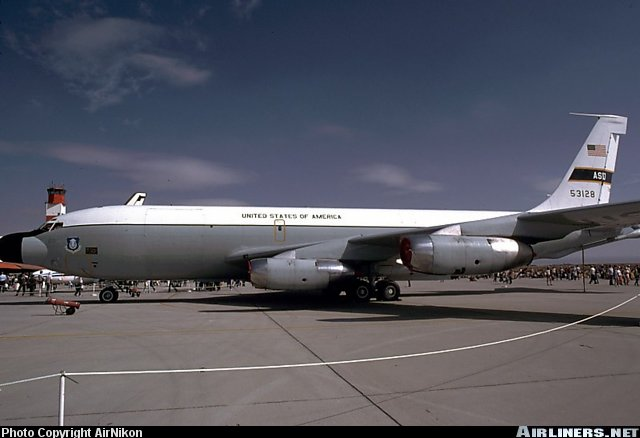 ASD
53128
UNITED STATES OF AMERICA
Photo Copyright AirNikon
AIRLINERS.NET